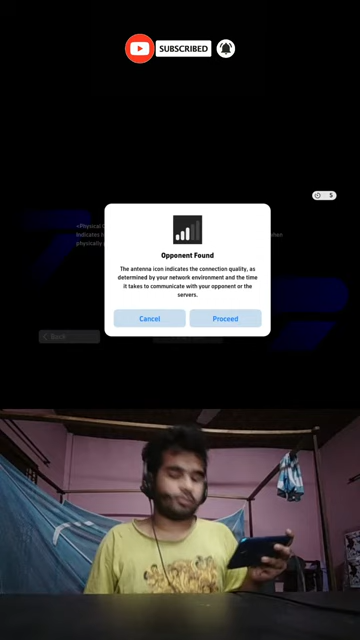 SUBSCRIBED
5
Opponent Found
The antenna icon indicates the connection quality, as
determined by your network environment and the time
it takes to communicate with your opponent or the
servers.
Cancel
Proceed
Back